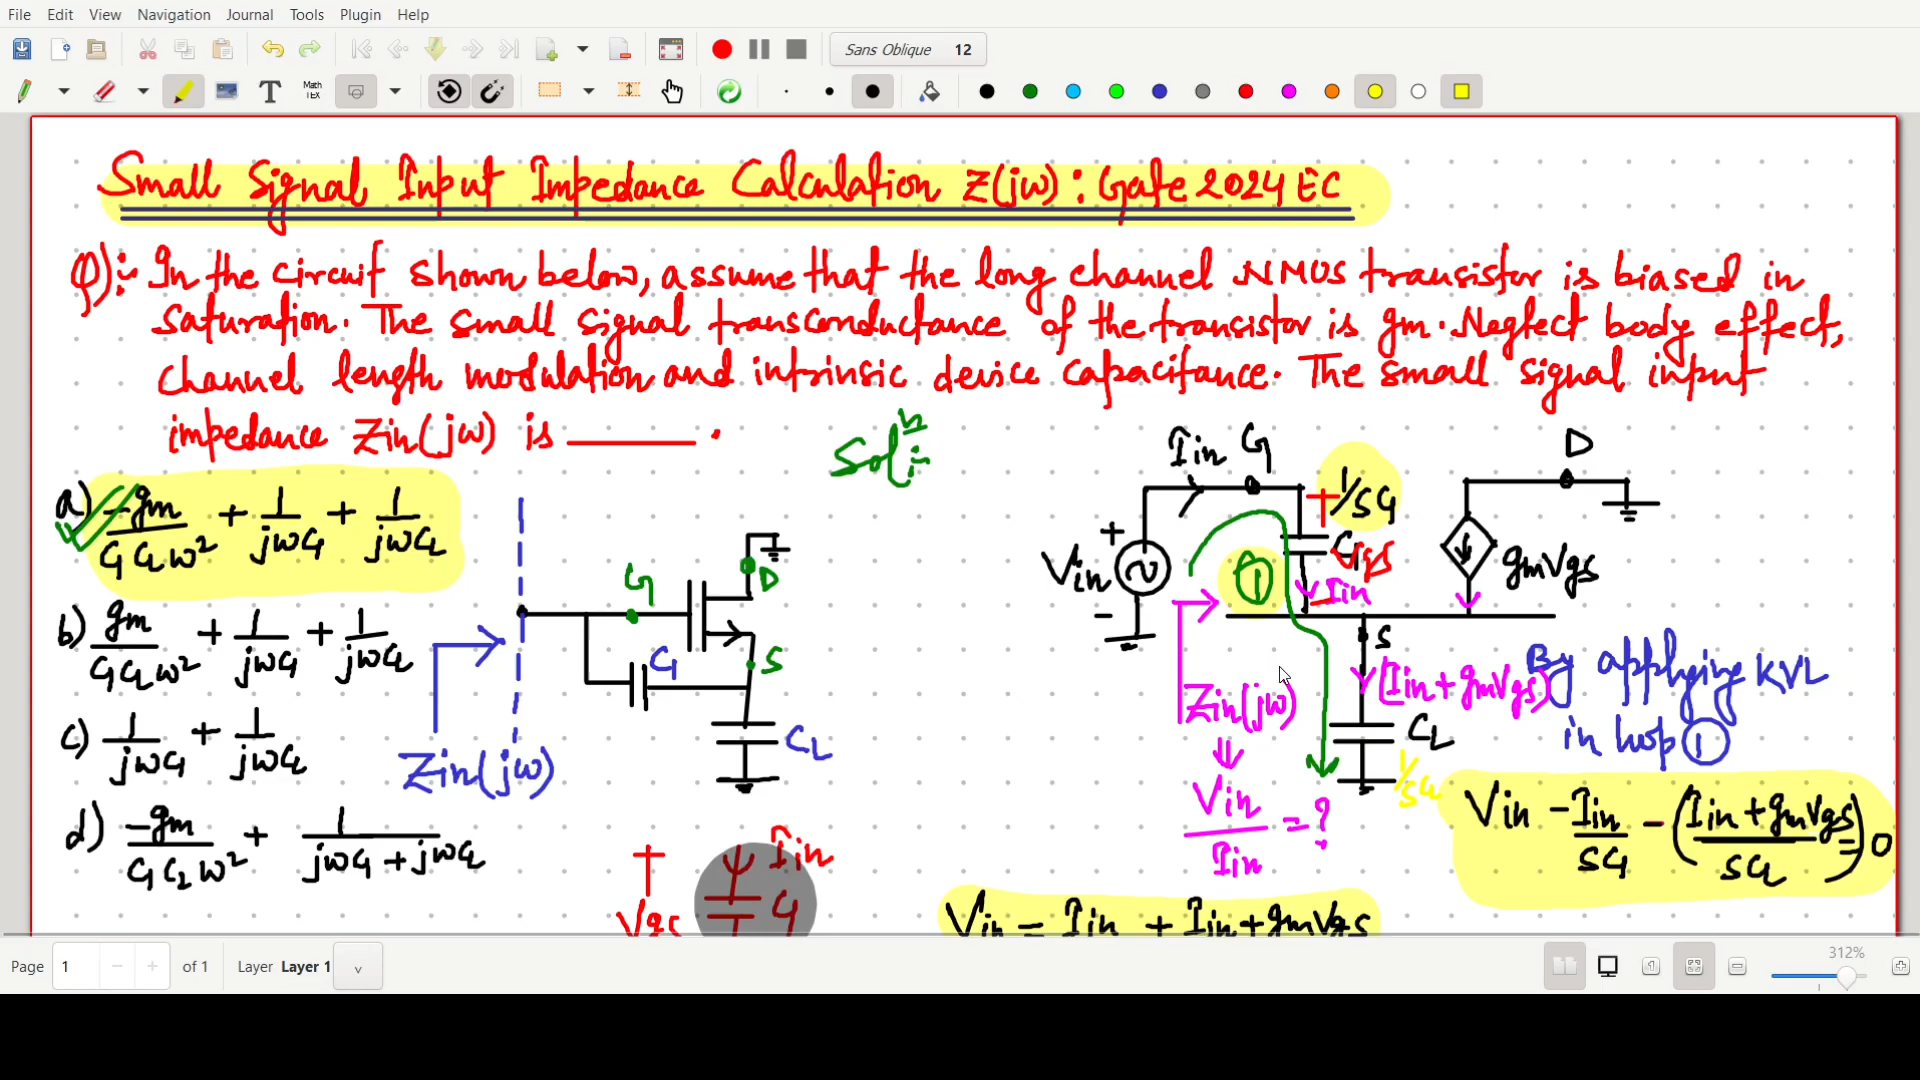 File Edit View Navigation Journal Tools Plugin Help
Sans Oblique 12
Math TEX
Small Signal Input Impedance Calculation Z(jω): Gate 2024 EC
Q):- In the circuit shown below, assume that the long channel NMOS transistor is biased in
saturation. The small signal transconductance of the transistor is gm. Neglect body effect,
channel length modulation and intrinsic device capacitance. The small signal input
impedance Zin(jω) is ______.
Soln:-
a) -gm/C1CLω² + 1/jωC1 + 1/jωCL
b) gm/C1CLω² + 1/jωC1 + 1/jωCL
c) 1/jωC1 + 1/jωCL
d) -gm/C1CLω² + 1/jωC1+jωCL
G D
S
C1
CL
Zin(jω)
Iin G D
+ 1/SC1
+ Vin -
C1 Vgs
1 Iin
gmVgs
S
(Iin+gmVgs)
CL
1/SCL
Zin(jω)
⇓
Vin/Iin = ?
By applying KVL
in loop 1
Vin - Iin/SC1 - (Iin+gmVgs/SCL) = 0
+ Iin
Vgs C1
Vin = Iin + Iin+gmVgs
Page 1 of 1 Layer Layer 1
312%